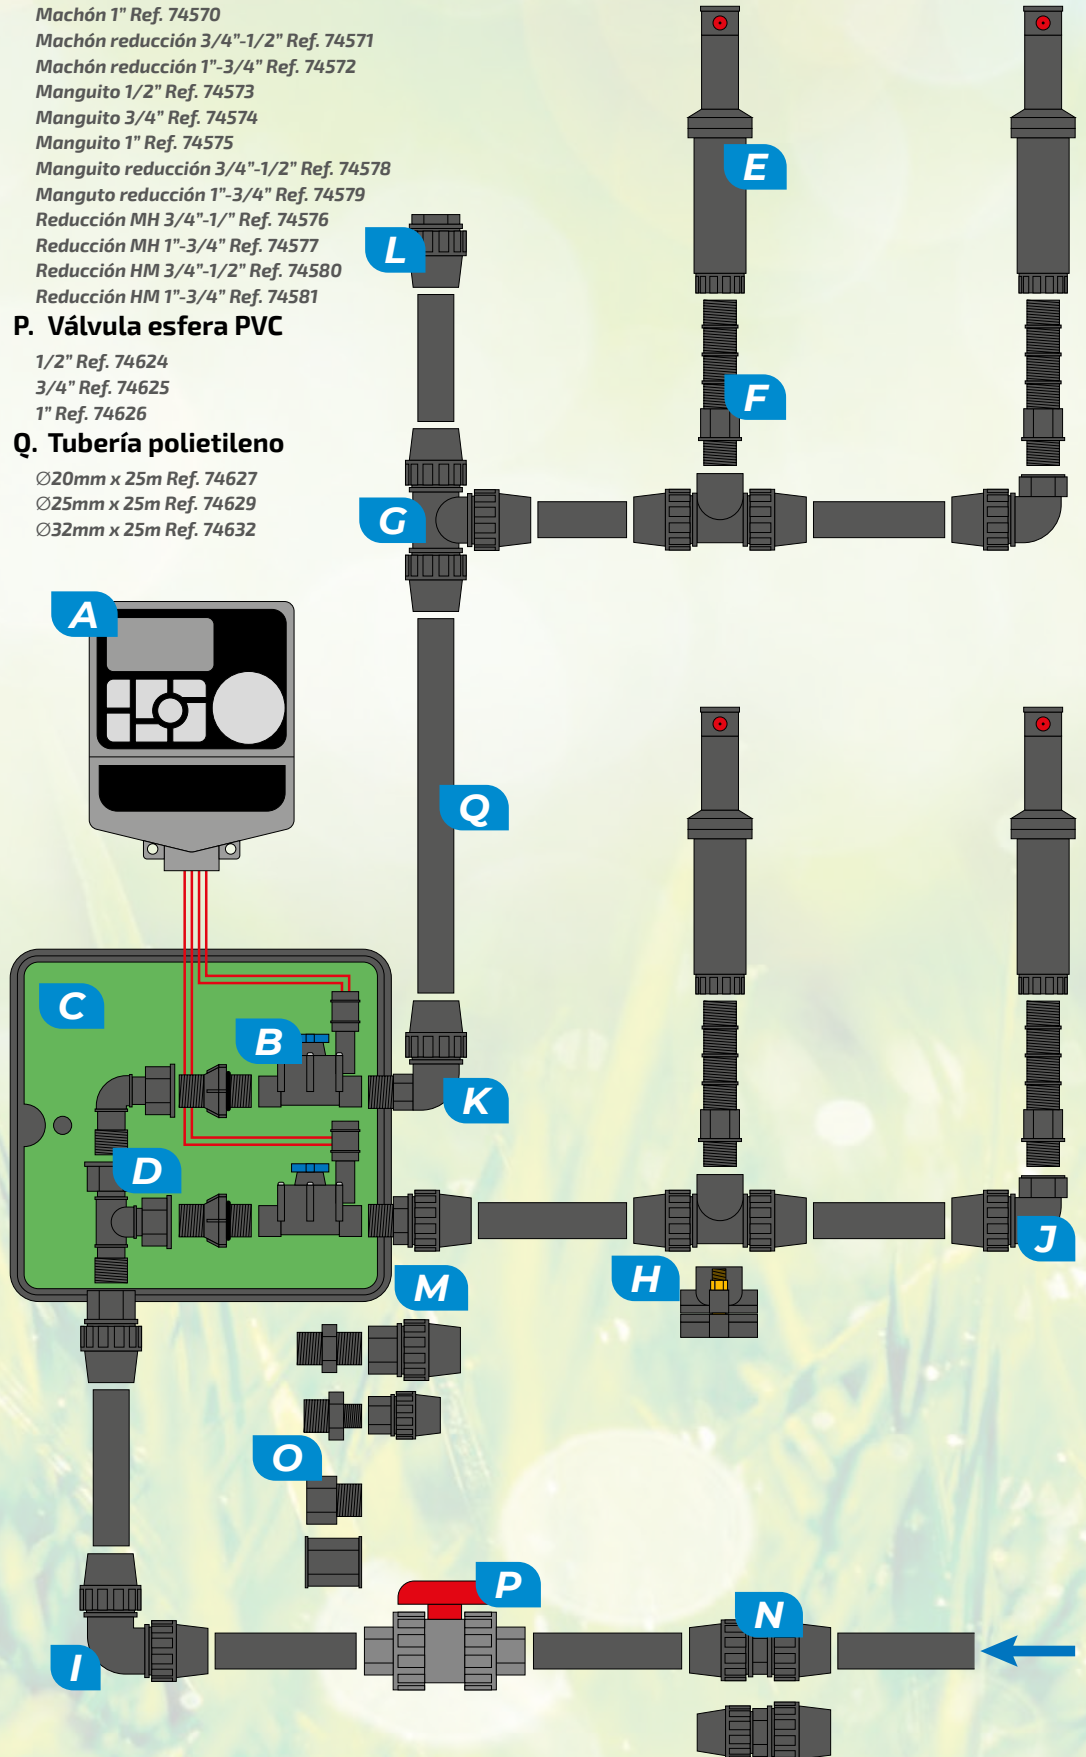 Machón 1” Ref. 74570
Machón reducción 3/4”-1/2” Ref. 74571
Machón reducción 1”-3/4” Ref. 74572
Manguito 1/2” Ref. 74573
Manguito 3/4” Ref. 74574
Manguito 1” Ref. 74575
Manguito reducción 3/4”-1/2” Ref. 74578
Manguto reducción 1”-3/4” Ref. 74579
Reducción MH 3/4”-1/” Ref. 74576
Reducción MH 1”-3/4” Ref. 74577
Reducción HM 3/4”-1/2” Ref. 74580
Reducción HM 1”-3/4” Ref. 74581
P. Válvula esfera PVC
1/2” Ref. 74624
3/4” Ref. 74625
1” Ref. 74626
Q. Tubería polietileno
∅20mm x 25m Ref. 74627
∅25mm x 25m Ref. 74629
∅32mm x 25m Ref. 74632
E
L
F
G
A
Q
C
B
K
D
J
H
M
O
P
N
I